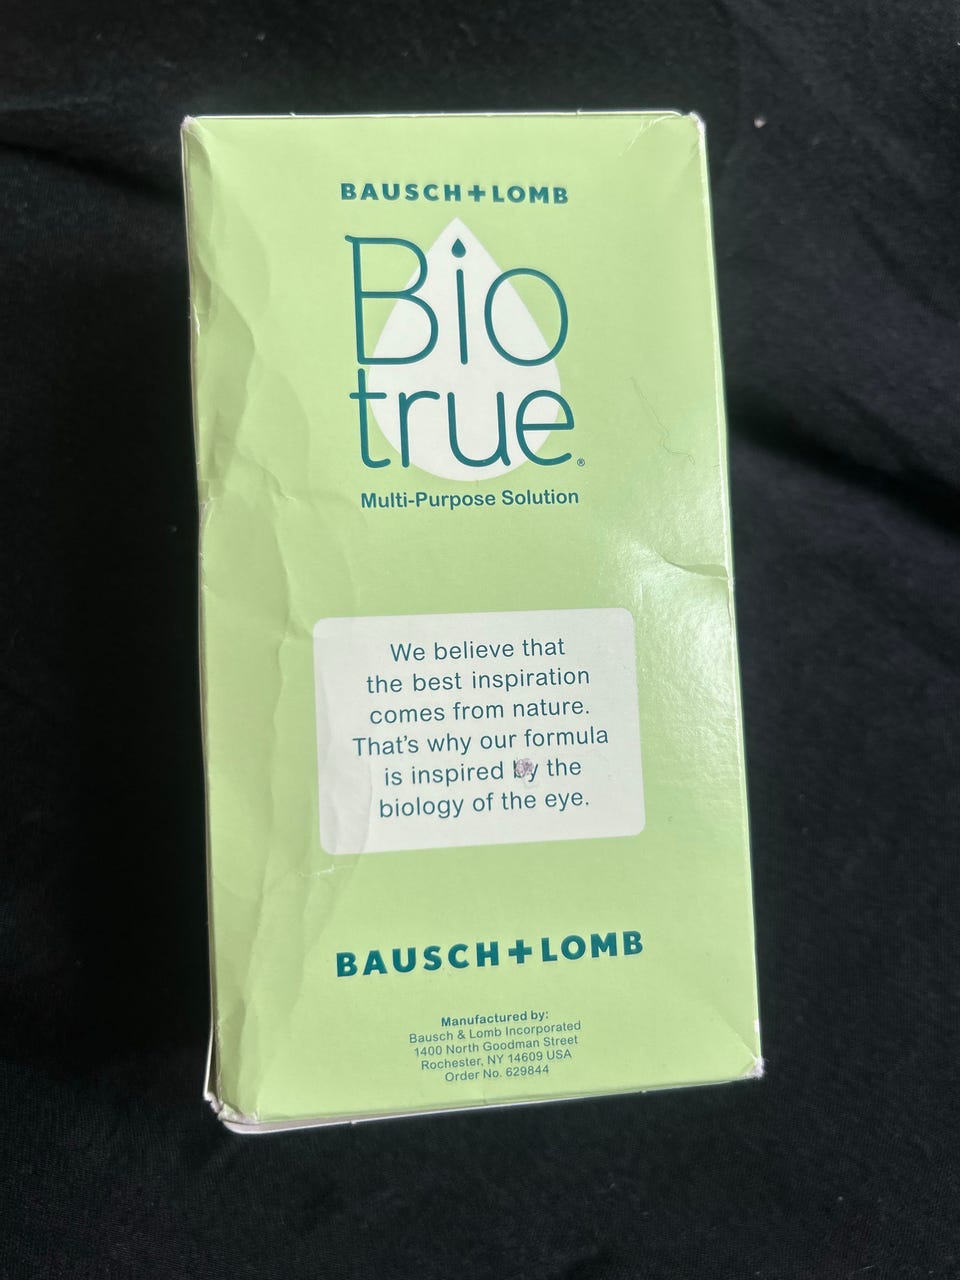 BAUSCH+LOMB
Bio
true®
Multi-Purpose Solution
We believe that
the best inspiration
comes from nature.
That's why our formula
is inspired by the
biology of the eye.
BAUSCH+LOMB
Manufactured by:
Bausch & Lomb Incorporated
1400 North Goodman Street
Rochester, NY 14609 USA
Order No. 629844